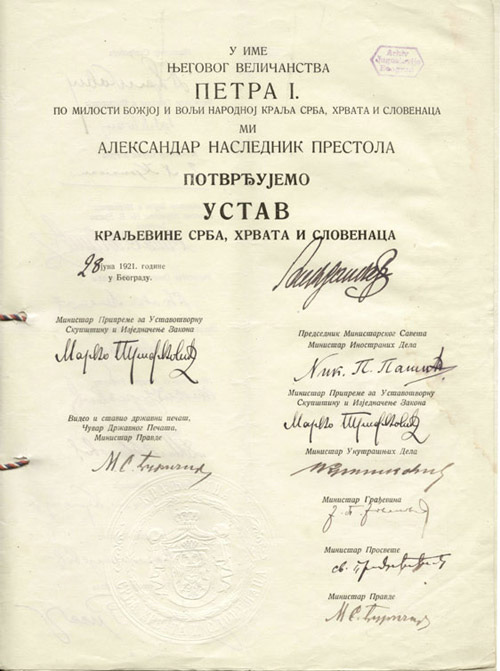 У ИМЕ
ЊЕГОВОГ ВЕЛИЧАНСТВА
ПЕТРА I.
ПО МИЛОСТИ БОЖЈОЈ И ВОЉИ НАРОДНОЈ КРАЉА СРБА, ХРВАТА И СЛОВЕНАЦА
МИ
АЛЕКСАНДАР НАСЛЕДНИК ПРЕСТОЛА
ПОТВРЂУЈЕМО
УСТАВ
КРАЉЕВИНЕ СРБА, ХРВАТА И СЛОВЕНАЦА
28 јуна 1921. године
у Београду.
Министар Припреме за Уставотворну
Скупштину и Изједначење Закона
Марко
Видео и ставио државни печат,
Чувар Државног Печата,
Министар Правде
М.С.
Председник Министарског Савета
Министар Иностраних Дела
Ник. П. Пашић
Министар Припреме за Уставотворну
Скупштину и Изједначење Закона
Марко
Министар Унутрашњих Дела
Министар Грађевина
Министар Просвете
Министар Правде
М.С.